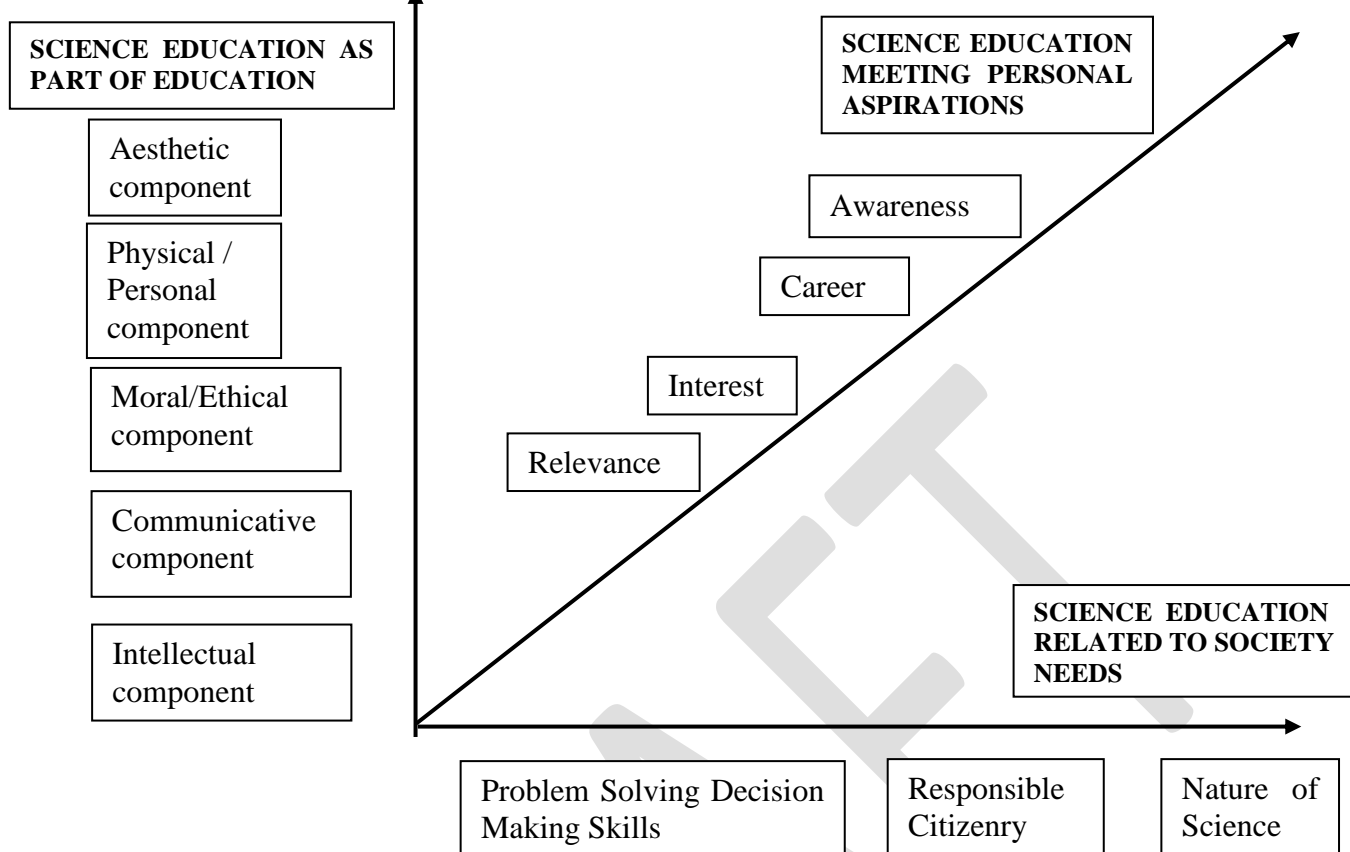 SCIENCE EDUCATION AS
PART OF EDUCATION
Aesthetic
component
Physical /
Personal
component
Moral/Ethical
component
Communicative
component
Intellectual
component
SCIENCE EDUCATION
MEETING PERSONAL
ASPIRATIONS
Awareness
Career
Interest
Relevance
SCIENCE EDUCATION
RELATED TO SOCIETY
NEEDS
Problem Solving Decision
Making Skills
Responsible
Citizenry
Nature of
Science